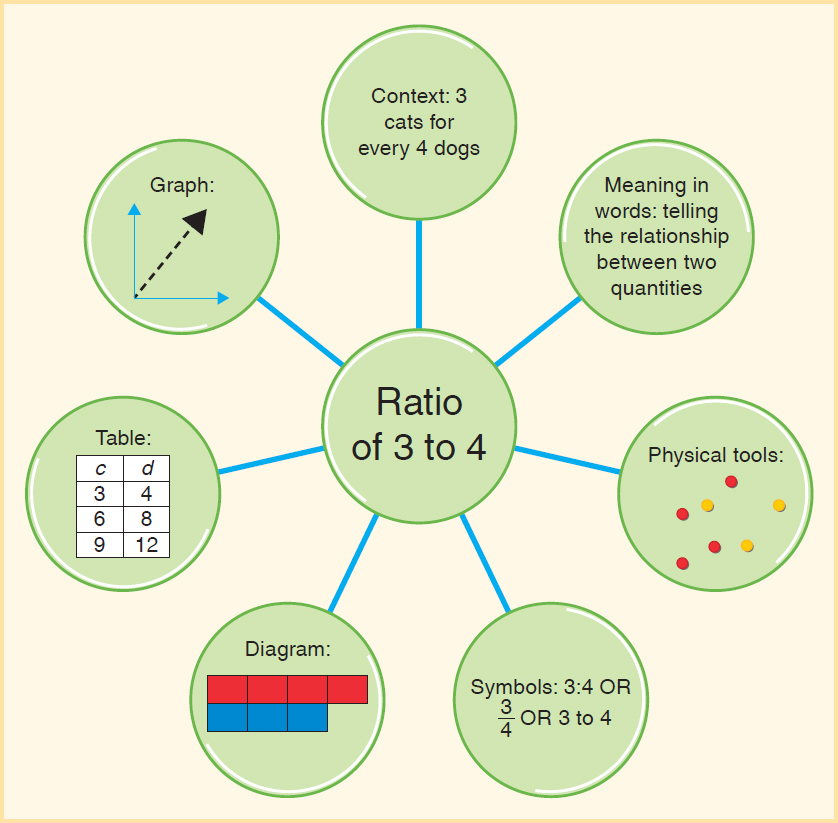 Ratio
of 3 to 4
Context: 3
cats for
every 4 dogs
Meaning in
words: telling
the relationship
between two
quantities
Physical tools:
Symbols: 3:4 OR
3/4 OR 3 to 4
Diagram:
Table:
c d
3 4
6 8
9 12
Graph: